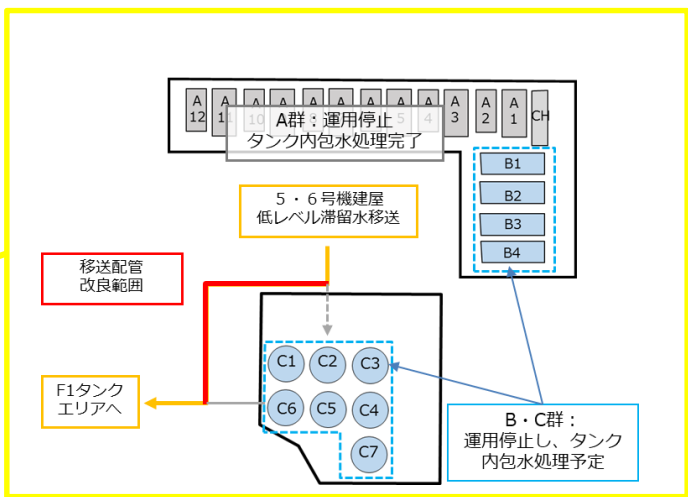 A
12
A
11
A
10
A
A
A
A
A
5
A
4
A
3
A
2
A
1
CH
A群：運用停止
タンク内包水処理完了
B1
B2
B3
B4
５・６号機建屋
低レベル滞留水移送
移送配管
改良範囲
C1
C2
C3
C6
C5
C4
C7
F1タンク
エリアへ
B・C群：
運用停止し、タンク
内包水処理予定